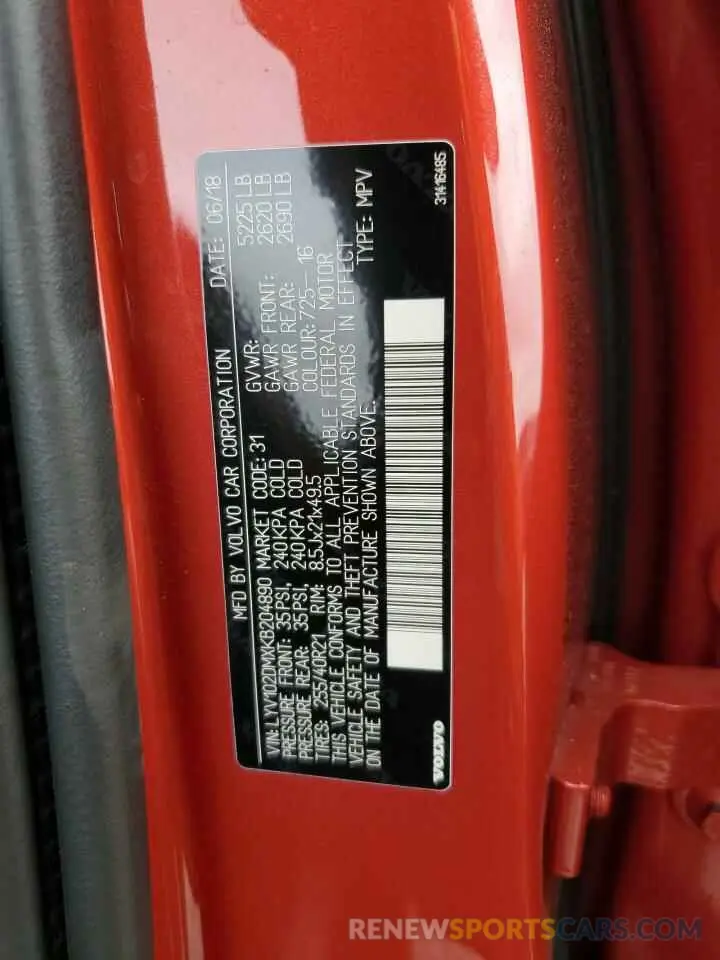 MFD BY VOLVO CAR CORPORATION DATE: 06/18
VIN: LYV102DMXKB204890 MARKET CODE: 31 GVWR: 5225 LB
PRESSURE FRONT: 35PSI: 240KPA COLD GAWR FRONT: 2620 LB
PRESSURE REAR: 35PSI: 240KPA COLD GAWR REAR: 2690 LB
TIRES: 255/40R21 RIM: 8.5Jx21x49.5 COLOUR: 725--16
THIS VEHICLE CONFORMS TO ALL APPLICABLE FEDERAL MOTOR
VEHICLE SAFETY AND THEFT PREVENTION STANDARDS IN EFFECT
ON THE DATE OF MANUFACTURE SHOWN ABOVE. TYPE: MPV
VOLVO 31416485
RENEWSPORTSCARS.COM